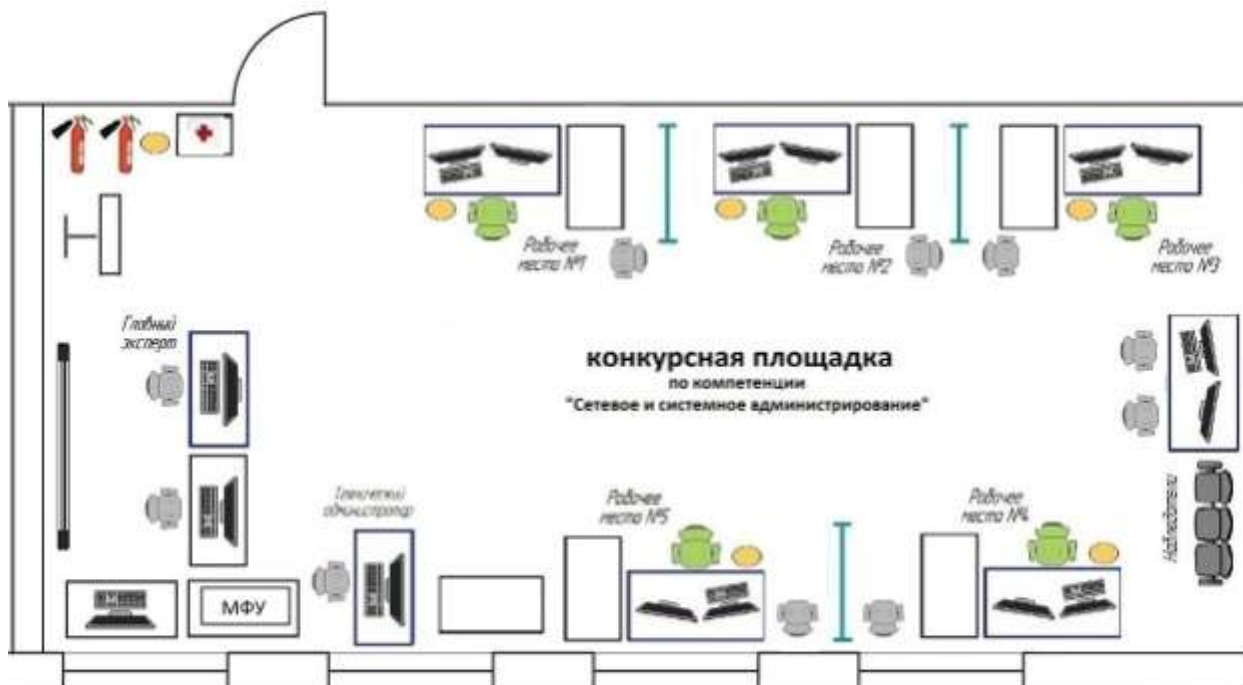 Рабочее
место №1
Рабочее
место №2
Рабочее
место №3
Главный
эксперт
конкурсная площадка
по компетенции
"Сетевое и системное администрирование"
администратор
Рабочее
место №5
Рабочее
место №4
Наблюдатели
МФУ